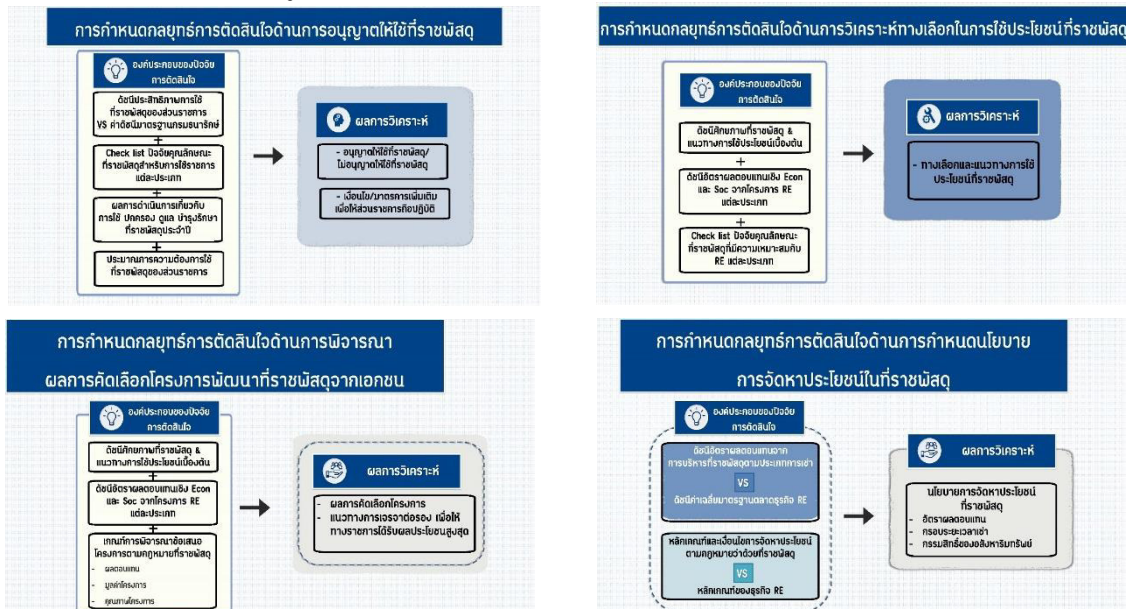 การกำหนดกลยุทธ์การตัดสินใจด้านการอนุญาตให้ใช้ที่ราชพัสดุ
องค์ประกอบของปัจจัย
การตัดสินใจ
ดัชนีประสิทธิภาพการใช้
ที่ราชพัสดุของส่วนราชการ
VS ค่าดัชนีมาตรฐานกรมธนารักษ์
+
Check list ปัจจัยคุณลักษณะ
ที่ราชพัสดุสำหรับการใช้ราชการ
แต่ละประเภท
+
ผลการดำเนินการเกี่ยวกับ
การใช้ ปกครอง ดูแล บำรุงรักษา
ที่ราชพัสดุประจำปี
+
ประมาณการความต้องการใช้
ที่ราชพัสดุของส่วนราชการ
ผลการวิเคราะห์
- อนุญาตให้ใช้ที่ราชพัสดุ/
ไม่อนุญาตให้ใช้ที่ราชพัสดุ
- เงื่อนไข/มาตรการเพิ่มเติม
เพื่อให้ส่วนราชการถือปฏิบัติ
การกำหนดกลยุทธ์การตัดสินใจด้านการวิเคราะห์ทางเลือกในการใช้ประโยชน์ที่ราชพัสดุ
องค์ประกอบของปัจจัย
การตัดสินใจ
ดัชนีศักยภาพที่ราชพัสดุ &
แนวทางการใช้ประโยชน์เบื้องต้น
+
ดัชนีอัตราผลตอบแทนเชิง Econ
และ Soc จากโครงการ RE
แต่ละประเภท
+
Check list ปัจจัยคุณลักษณะ
ที่ราชพัสดุที่มีความเหมาะสมกับ
RE แต่ละประเภท
ผลการวิเคราะห์
- ทางเลือกและแนวทางการใช้
ประโยชน์ที่ราชพัสดุ
การกำหนดกลยุทธ์การตัดสินใจด้านการพิจารณา
ผลการคัดเลือกโครงการพัฒนาที่ราชพัสดุจากเอกชน
องค์ประกอบของปัจจัย
การตัดสินใจ
ดัชนีศักยภาพที่ราชพัสดุ &
แนวทางการใช้ประโยชน์เบื้องต้น
+
ดัชนีอัตราผลตอบแทนเชิง Econ
และ Soc จากโครงการ RE
แต่ละประเภท
+
เกณฑ์การพิจารณาข้อเสนอ
โครงการตามกฎหมายที่ราชพัสดุ
- ผลตอบแทน
- มูลค่าโครงการ
- คุณภาพโครงการ
ผลการวิเคราะห์
- ผลการคัดเลือกโครงการ
- แนวทางการเจรจาต่อรอง เพื่อให้
ทางราชการได้รับผลประโยชน์สูงสุด
การกำหนดกลยุทธ์การตัดสินใจด้านการกำหนดนโยบาย
การจัดหาประโยชน์ในที่ราชพัสดุ
องค์ประกอบของปัจจัย
การตัดสินใจ
ดัชนีอัตราผลตอบแทนจาก
การบริหารที่ราชพัสดุตามประเภทการเช่า
VS
ดัชนีค่าเฉลี่ยมาตรฐานตลาดธุรกิจ RE
หลักเกณฑ์และเงื่อนไขการจัดหาประโยชน์
ตามกฎหมายว่าด้วยที่ราชพัสดุ
VS
หลักเกณฑ์ของธุรกิจ RE
ผลการวิเคราะห์
นโยบายการจัดหาประโยชน์
ที่ราชพัสดุ
- อัตราผลตอบแทน
- กรอบระยะเวลาเช่า
- กรรมสิทธิ์ของอสังหาริมทรัพย์